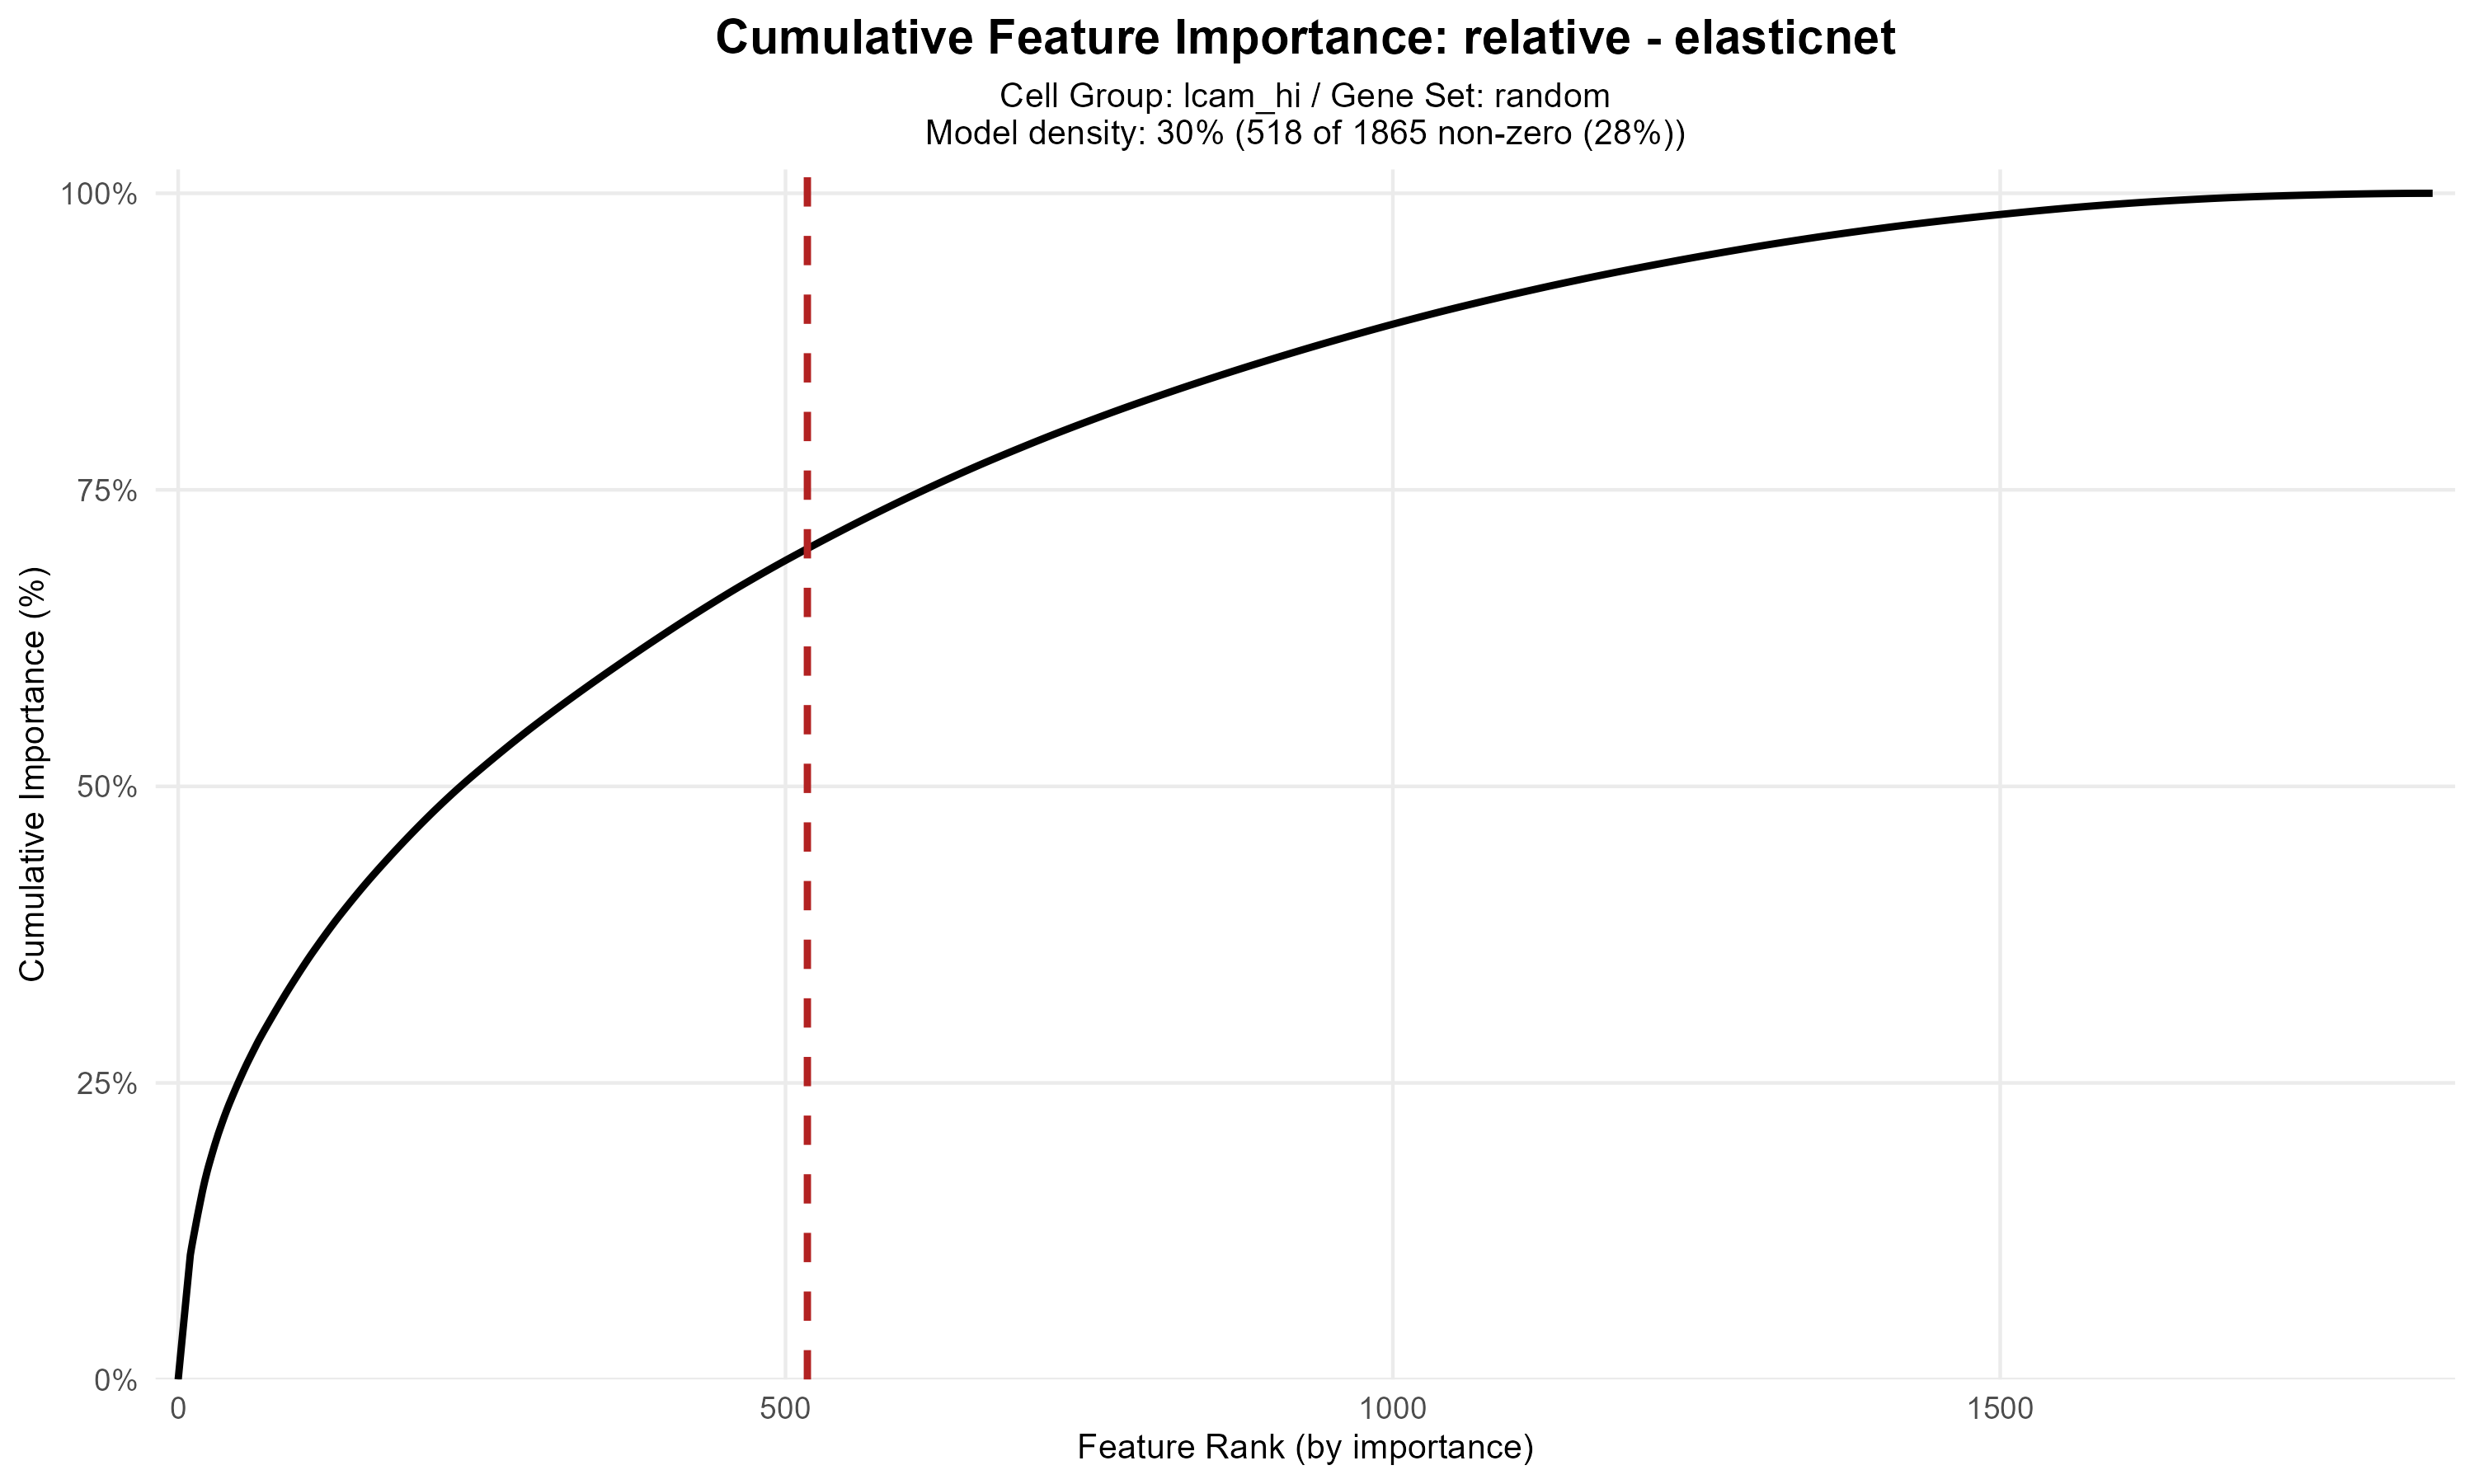 Cumulative Feature Importance: relative - elasticnet
Cell Group: lcam_hi / Gene Set: random
Model density: 30% (518 of 1865 non-zero (28%))
Cumulative Importance (%)
100%
75%
50%
25%
0%
0
500
1000
1500
Feature Rank (by importance)